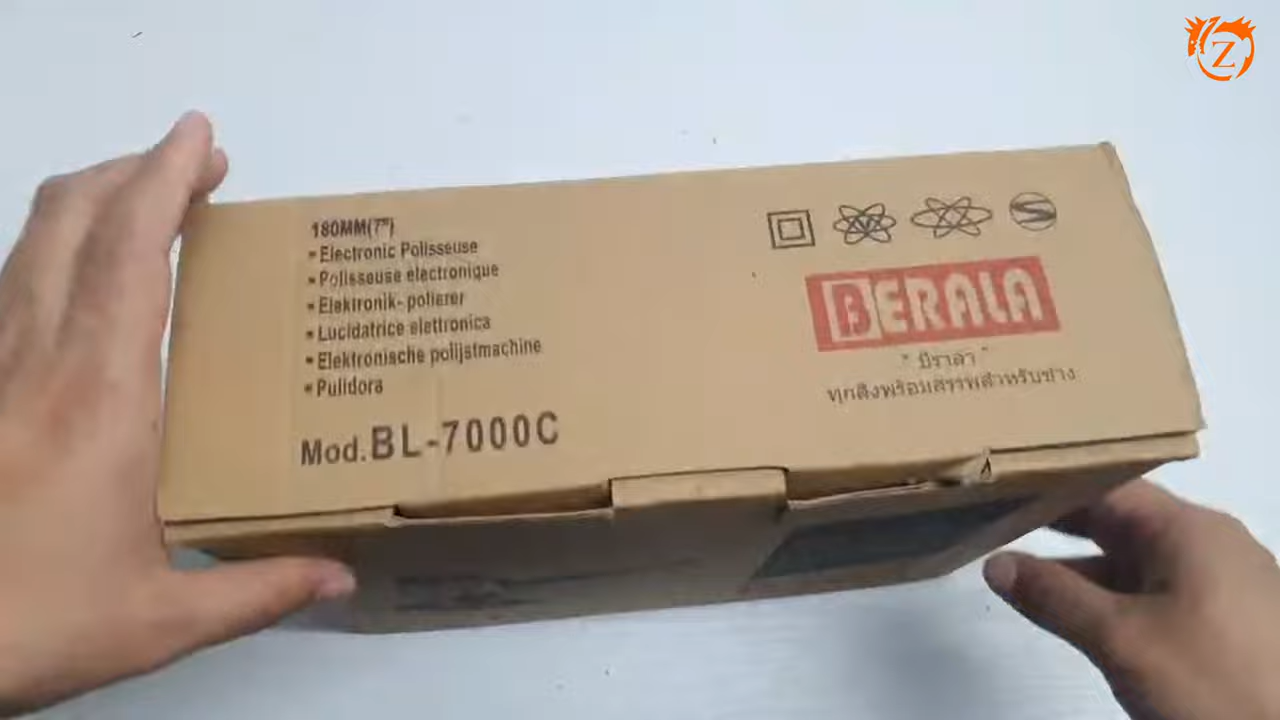 180MM(7")
▪Electronic Polisseuse
▪Polisseuse electronique
▪Elektronik- polierer
▪Lucidatrice elettronica
▪Elektronische polijstmachine
▪Pulidora
Mod.BL-7000C
BERALA
" บีราล่า "
ทุกสิ่งพร้อมสรรพสำหรับช่าง
Z